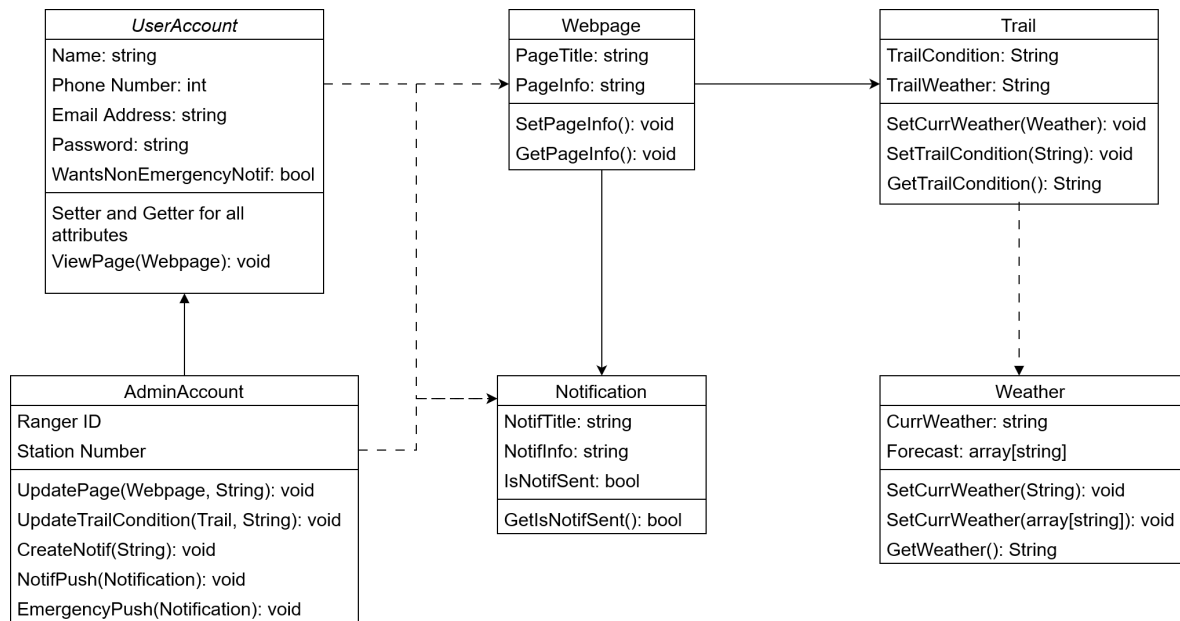 UserAccount
Name: string
Phone Number: int
Email Address: string
Password: string
WantsNonEmergencyNotif: bool
Setter and Getter for all
attributes
ViewPage(Webpage): void
Webpage
PageTitle: string
PageInfo: string
SetPageInfo(): void
GetPageInfo(): void
Trail
TrailCondition: String
TrailWeather: String
SetCurrWeather(Weather): void
SetTrailCondition(String): void
GetTrailCondition(): String
AdminAccount
Ranger ID
Station Number
UpdatePage(Webpage, String): void
UpdateTrailCondition(Trail, String): void
CreateNotif(String): void
NotifPush(Notification): void
EmergencyPush(Notification): void
Notification
NotifTitle: string
NotifInfo: string
IsNotifSent: bool
GetIsNotifSent(): bool
Weather
CurrWeather: string
Forecast: array[string]
SetCurrWeather(String): void
SetCurrWeather(array[string]): void
GetWeather(): String